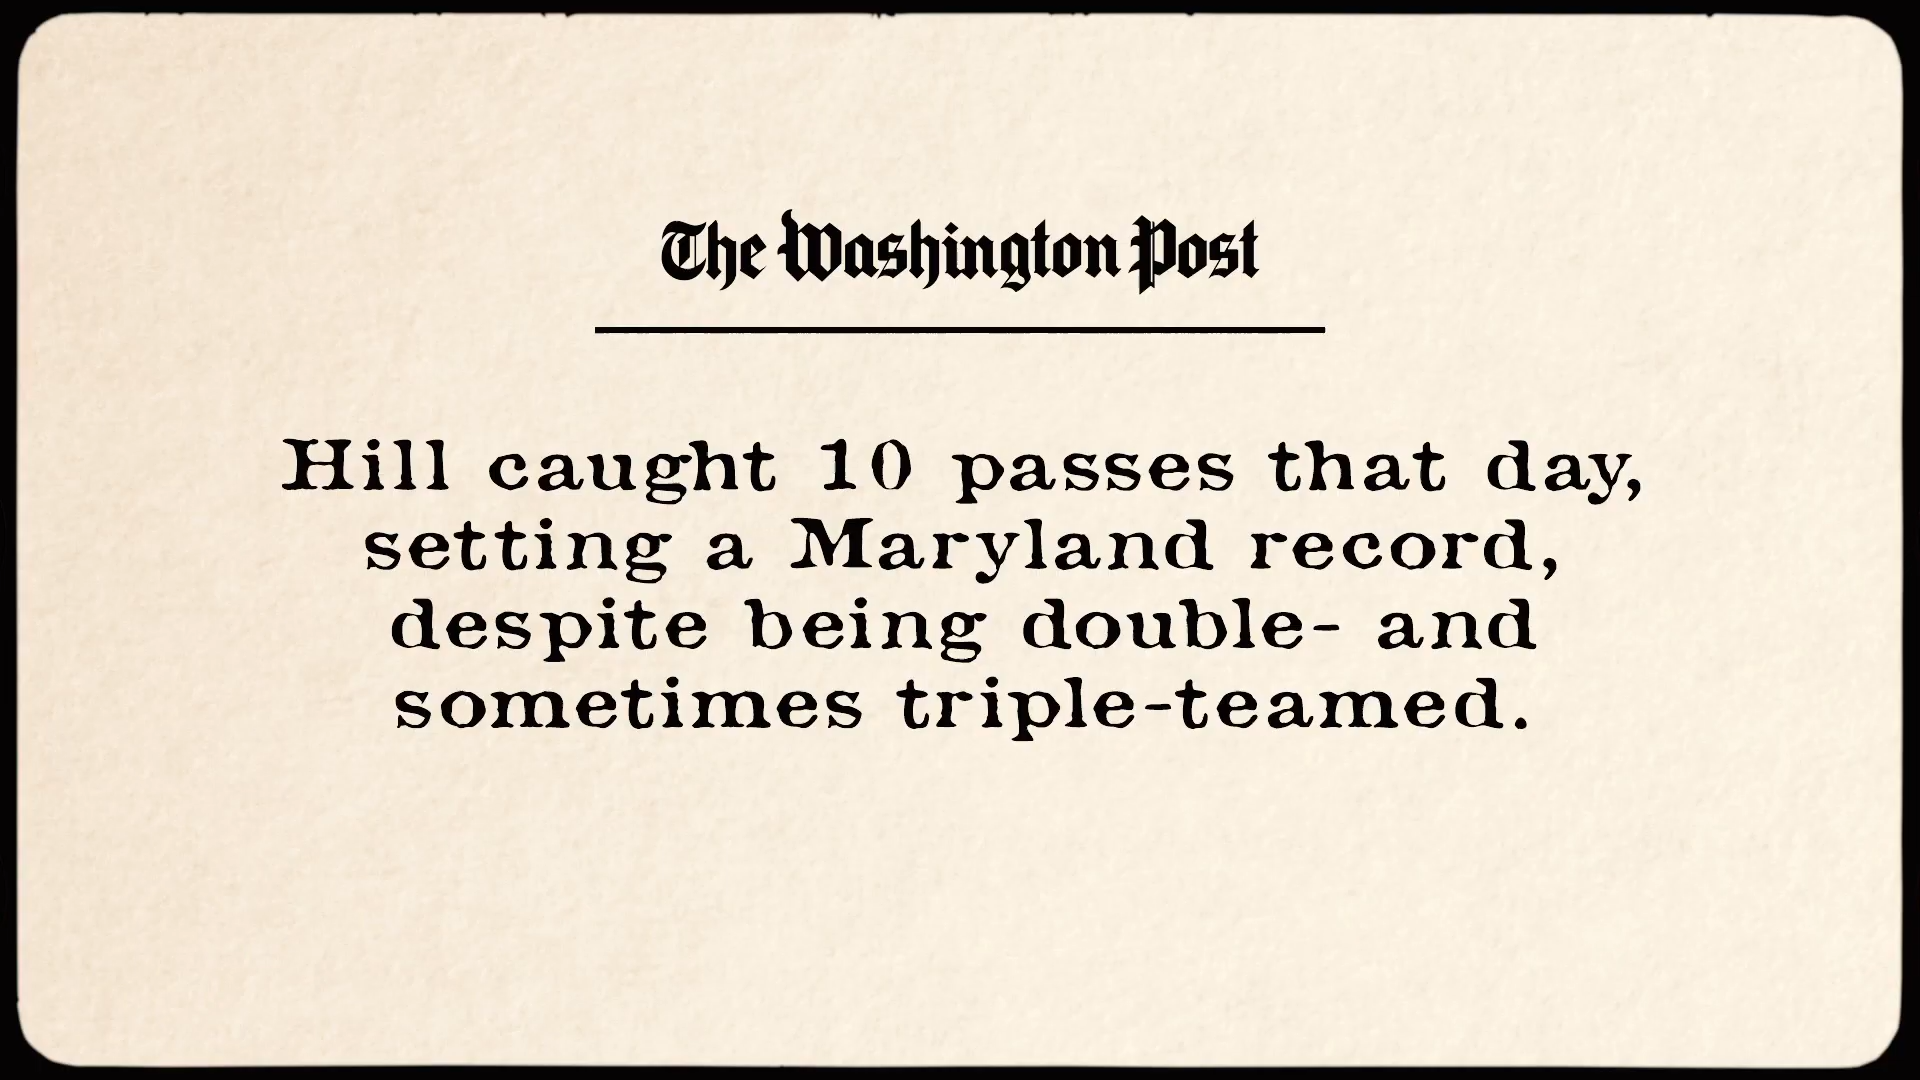 The Washington Post
Hill caught 10 passes that day,
setting a Maryland record,
despite being double- and
sometimes triple-teamed.